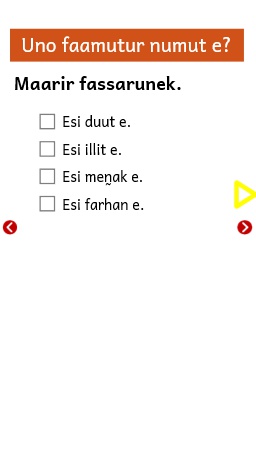 Uno faamutur numut e?
Maarir fassarunek.
Esi duut e.
Esi illit e.
Esi meṉak e.
Esi farhan e.